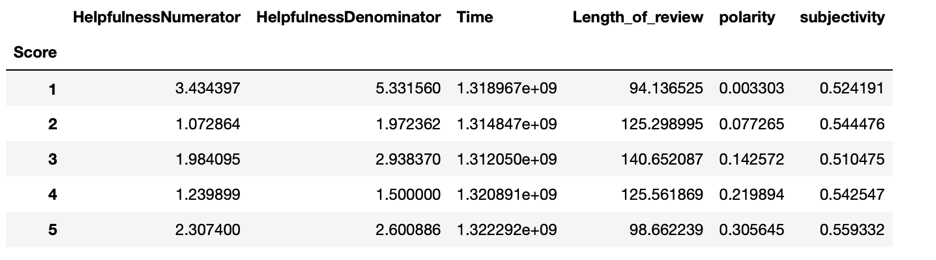 HelpfulnessNumerator HelpfulnessDenominator Time Length_of_review polarity subjectivity
Score
1 3.434397 5.331560 1.318967e+09 94.136525 0.003303 0.524191
2 1.072864 1.972362 1.314847e+09 125.298995 0.077265 0.544476
3 1.984095 2.938370 1.312050e+09 140.652087 0.142572 0.510475
4 1.239899 1.500000 1.320891e+09 125.561869 0.219894 0.542547
5 2.307400 2.600886 1.322292e+09 98.662239 0.305645 0.559332